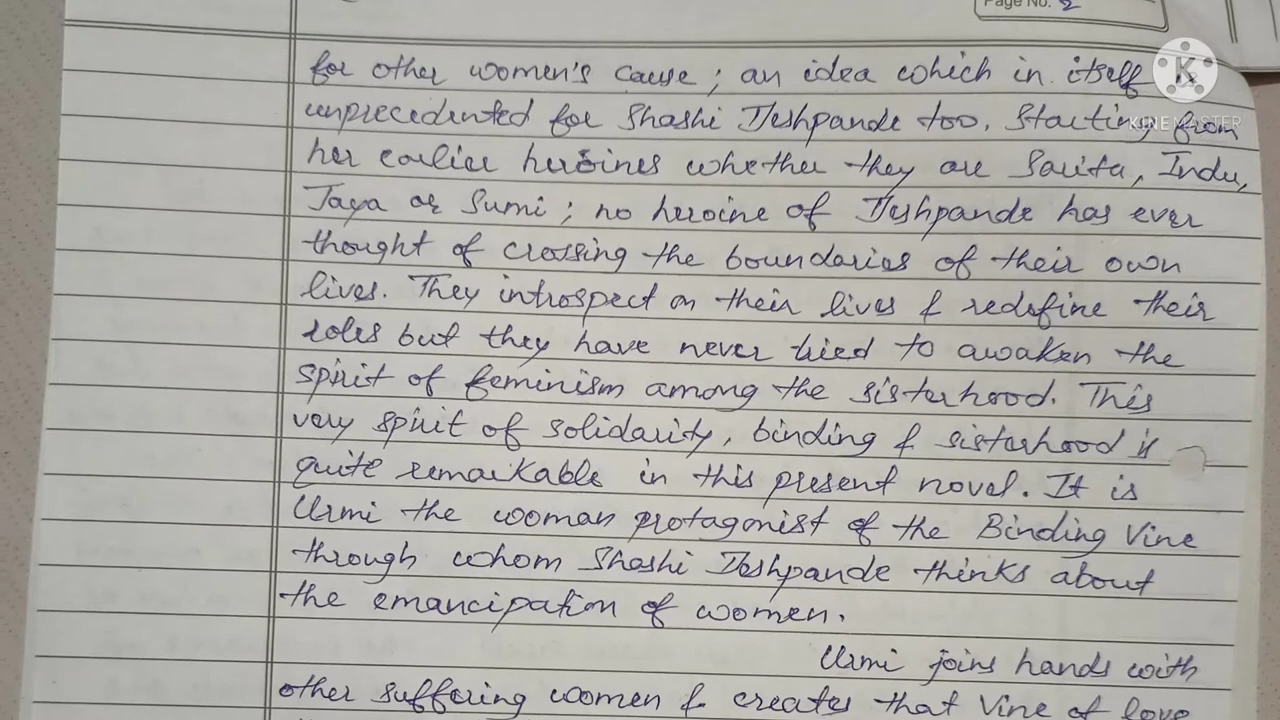 Page No. 2
for other women's cause; an idea which in itself
unprecedented for Shashi Deshpande too. Starting from
her earlier heroines whether they are Sarita, Indu,
Jaya or Sumi; no heroine of Deshpande has ever
thought of crossing the boundaries of their own
lives. They introspect on their lives & redefine their
roles but they have never tried to awaken the
spirit of feminism among the sisterhood. This
very spirit of solidarity, binding & sisterhood is
quite remarkable in this present novel. It is
Urmi the woman protagonist of the Binding Vine
through whom Shashi Deshpande thinks about
the emancipation of women.
Urmi joins hands with
other suffering women & creates that Vine of love
K
KINEMASTER